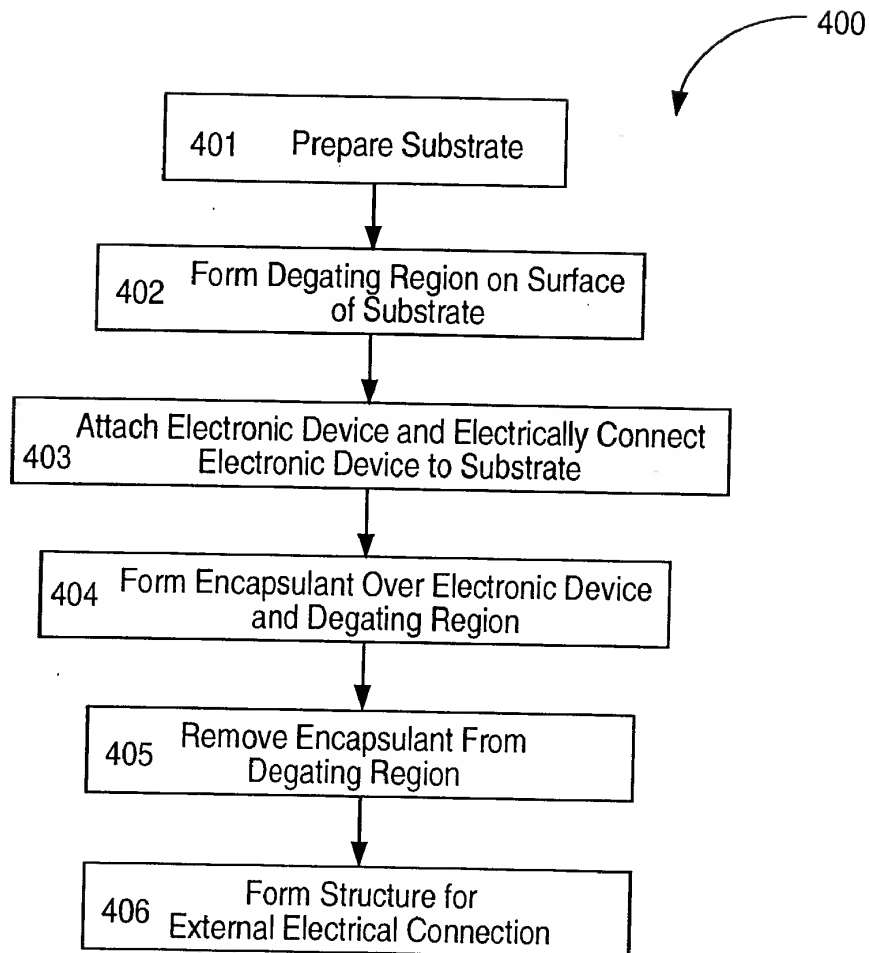 400
401 Prepare Substrate
402 Form Degating Region on Surface
of Substrate
Attach Electronic Device and Electrically Connect
403 Electronic Device to Substrate
404 Form Encapsulant Over Electronic Device
and Degating Region
405 Remove Encapsulant From
Degating Region
406 Form Structure for
External Electrical Connection